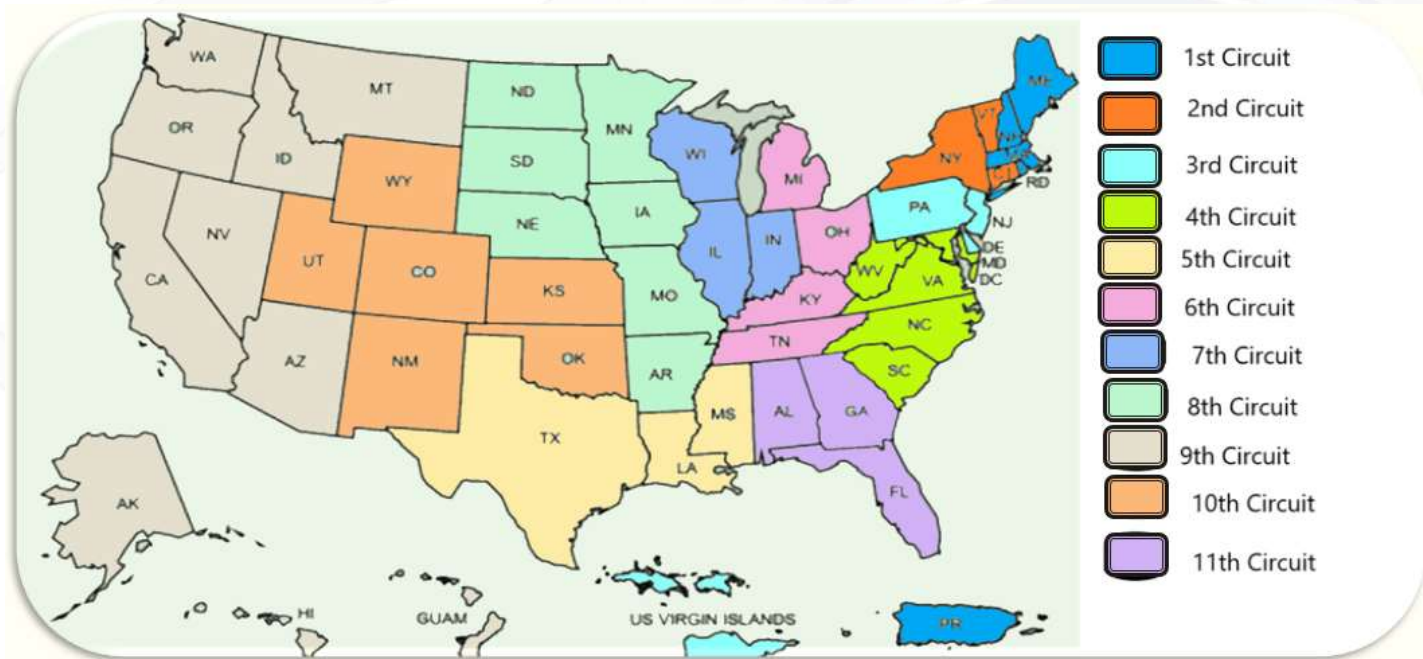 WA
MT
ND
MN
ME
OR
ID
SD
WI
MI
VT
NH
NY
MA
CT
RD
WY
NE
IA
PA
NJ
NV
UT
CO
IL
IN
OH
DE
MD
DC
CA
KS
MO
WV
VA
KY
NC
TN
AZ
NM
OK
AR
SC
TX
MS
AL
GA
LA
FL
AK
HI
GUAM
US VIRGIN ISLANDS
PR
1st Circuit
2nd Circuit
3rd Circuit
4th Circuit
5th Circuit
6th Circuit
7th Circuit
8th Circuit
9th Circuit
10th Circuit
11th Circuit